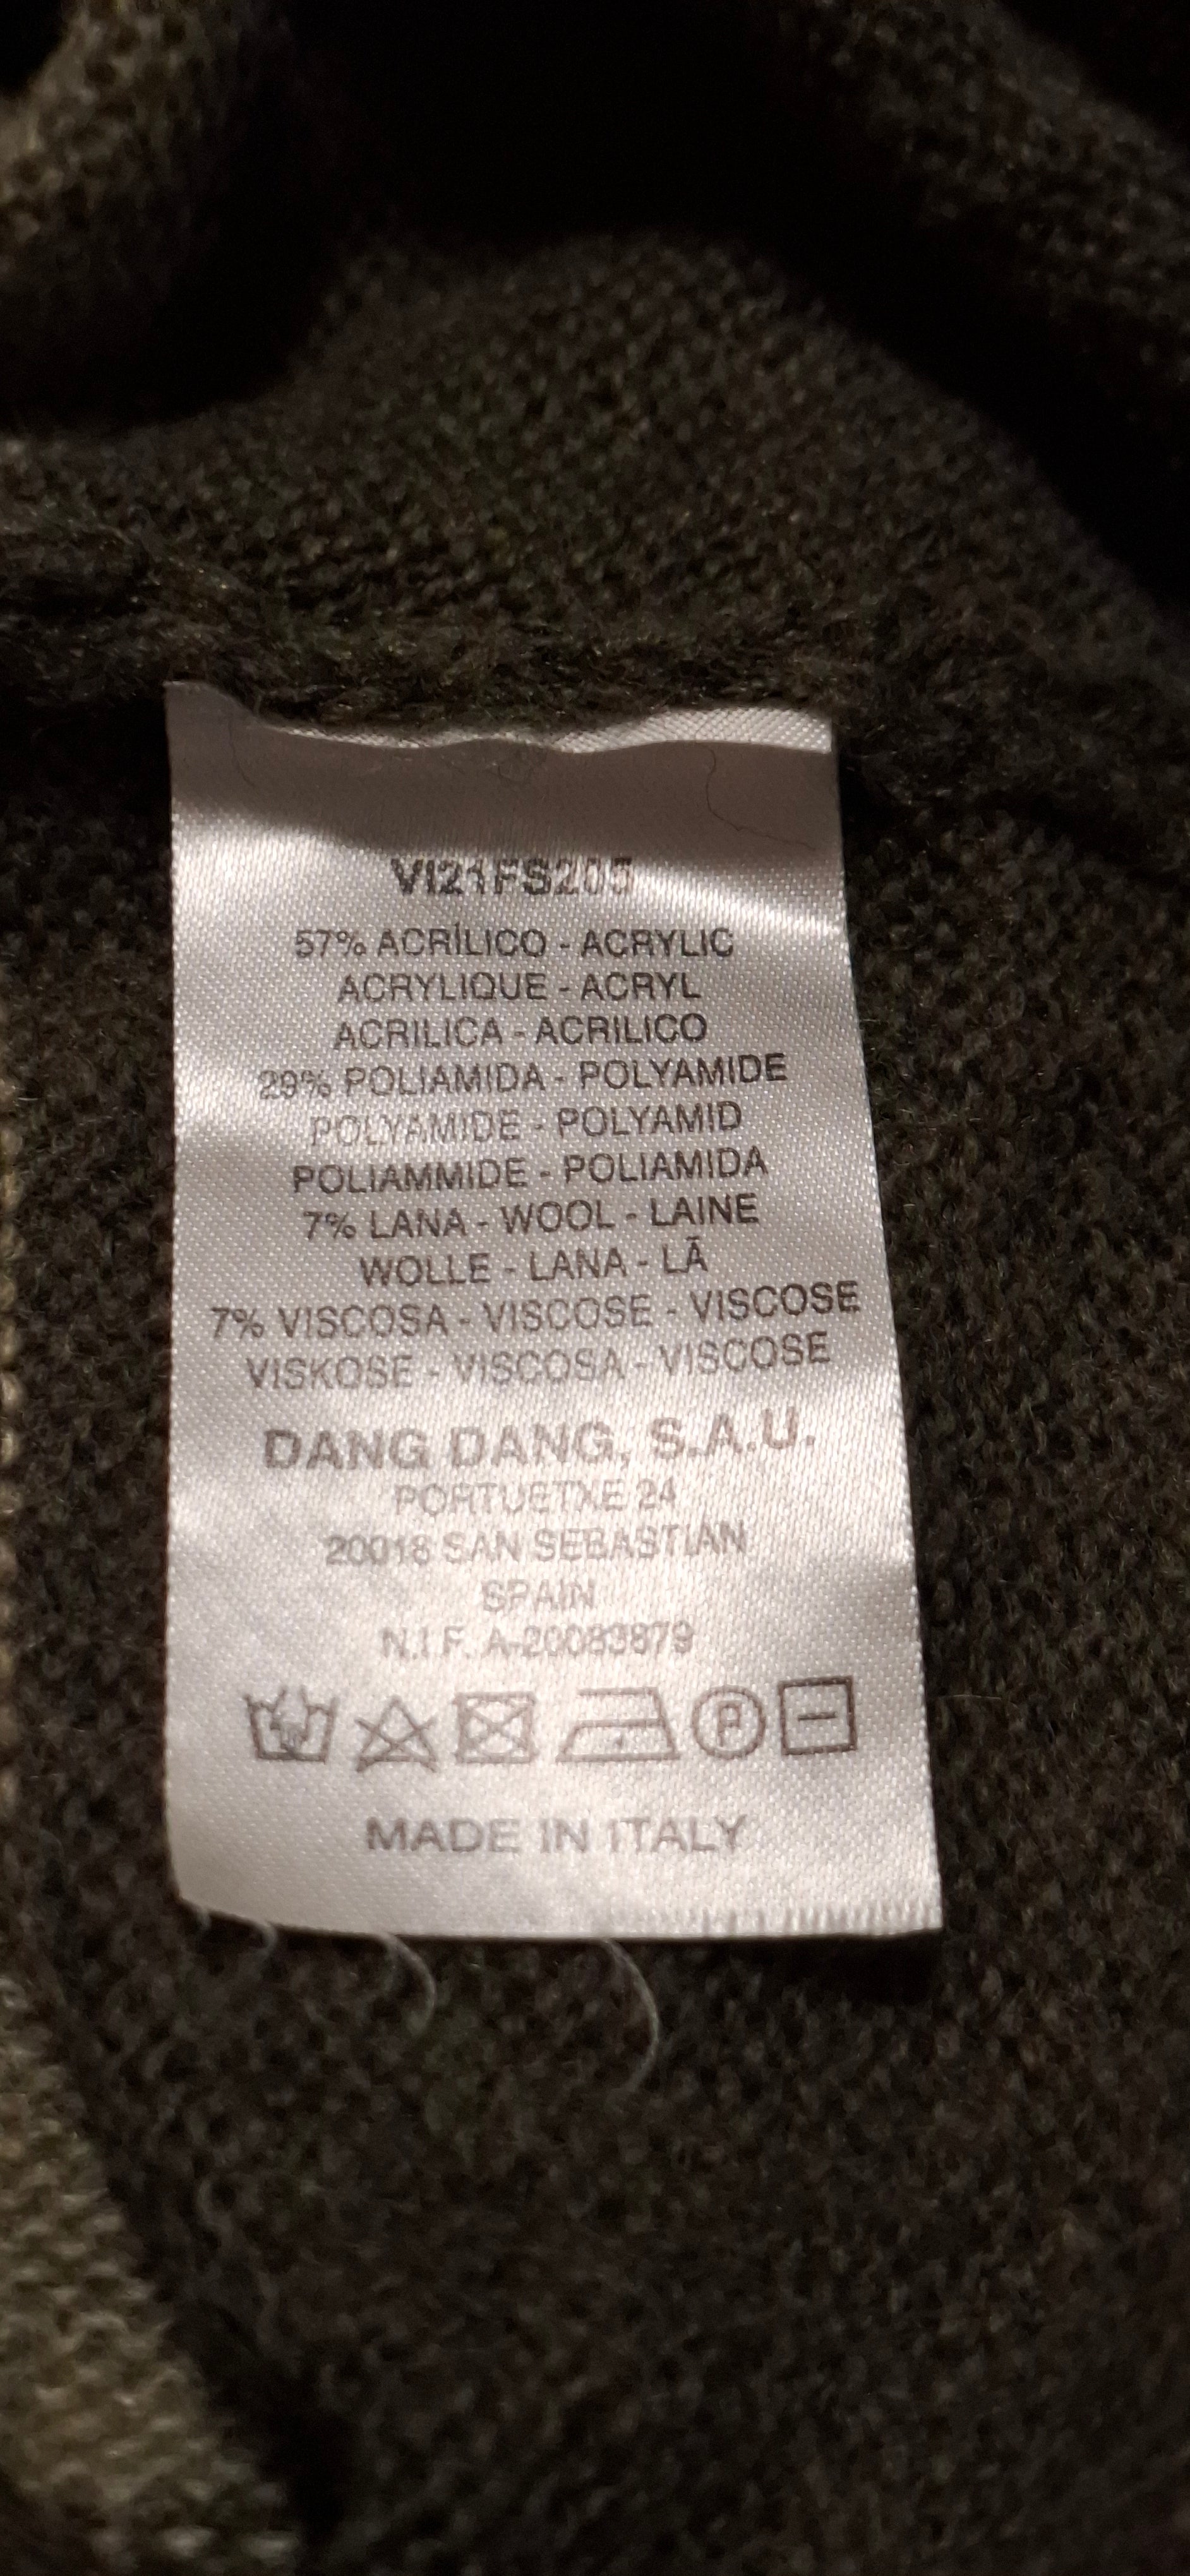 VI21FS205
57% ACRÍLICO - ACRYLIC
ACRYLIQUE - ACRYL
ACRILICA - ACRILICO
29% POLIAMIDA - POLYAMIDE
POLYAMIDE - POLYAMID
POLIAMMIDE - POLIAMIDA
7% LANA - WOOL - LAINE
WOLLE - LANA - LÃ
7% VISCOSA - VISCOSE - VISCOSE
VISKOSE - VISCOSA - VISCOSE
DANG DANG, S.A.U.
PORTUETXE 24
20018 SAN SEBASTIAN
SPAIN
N.I.F. A-20083879
P
MADE IN ITALY